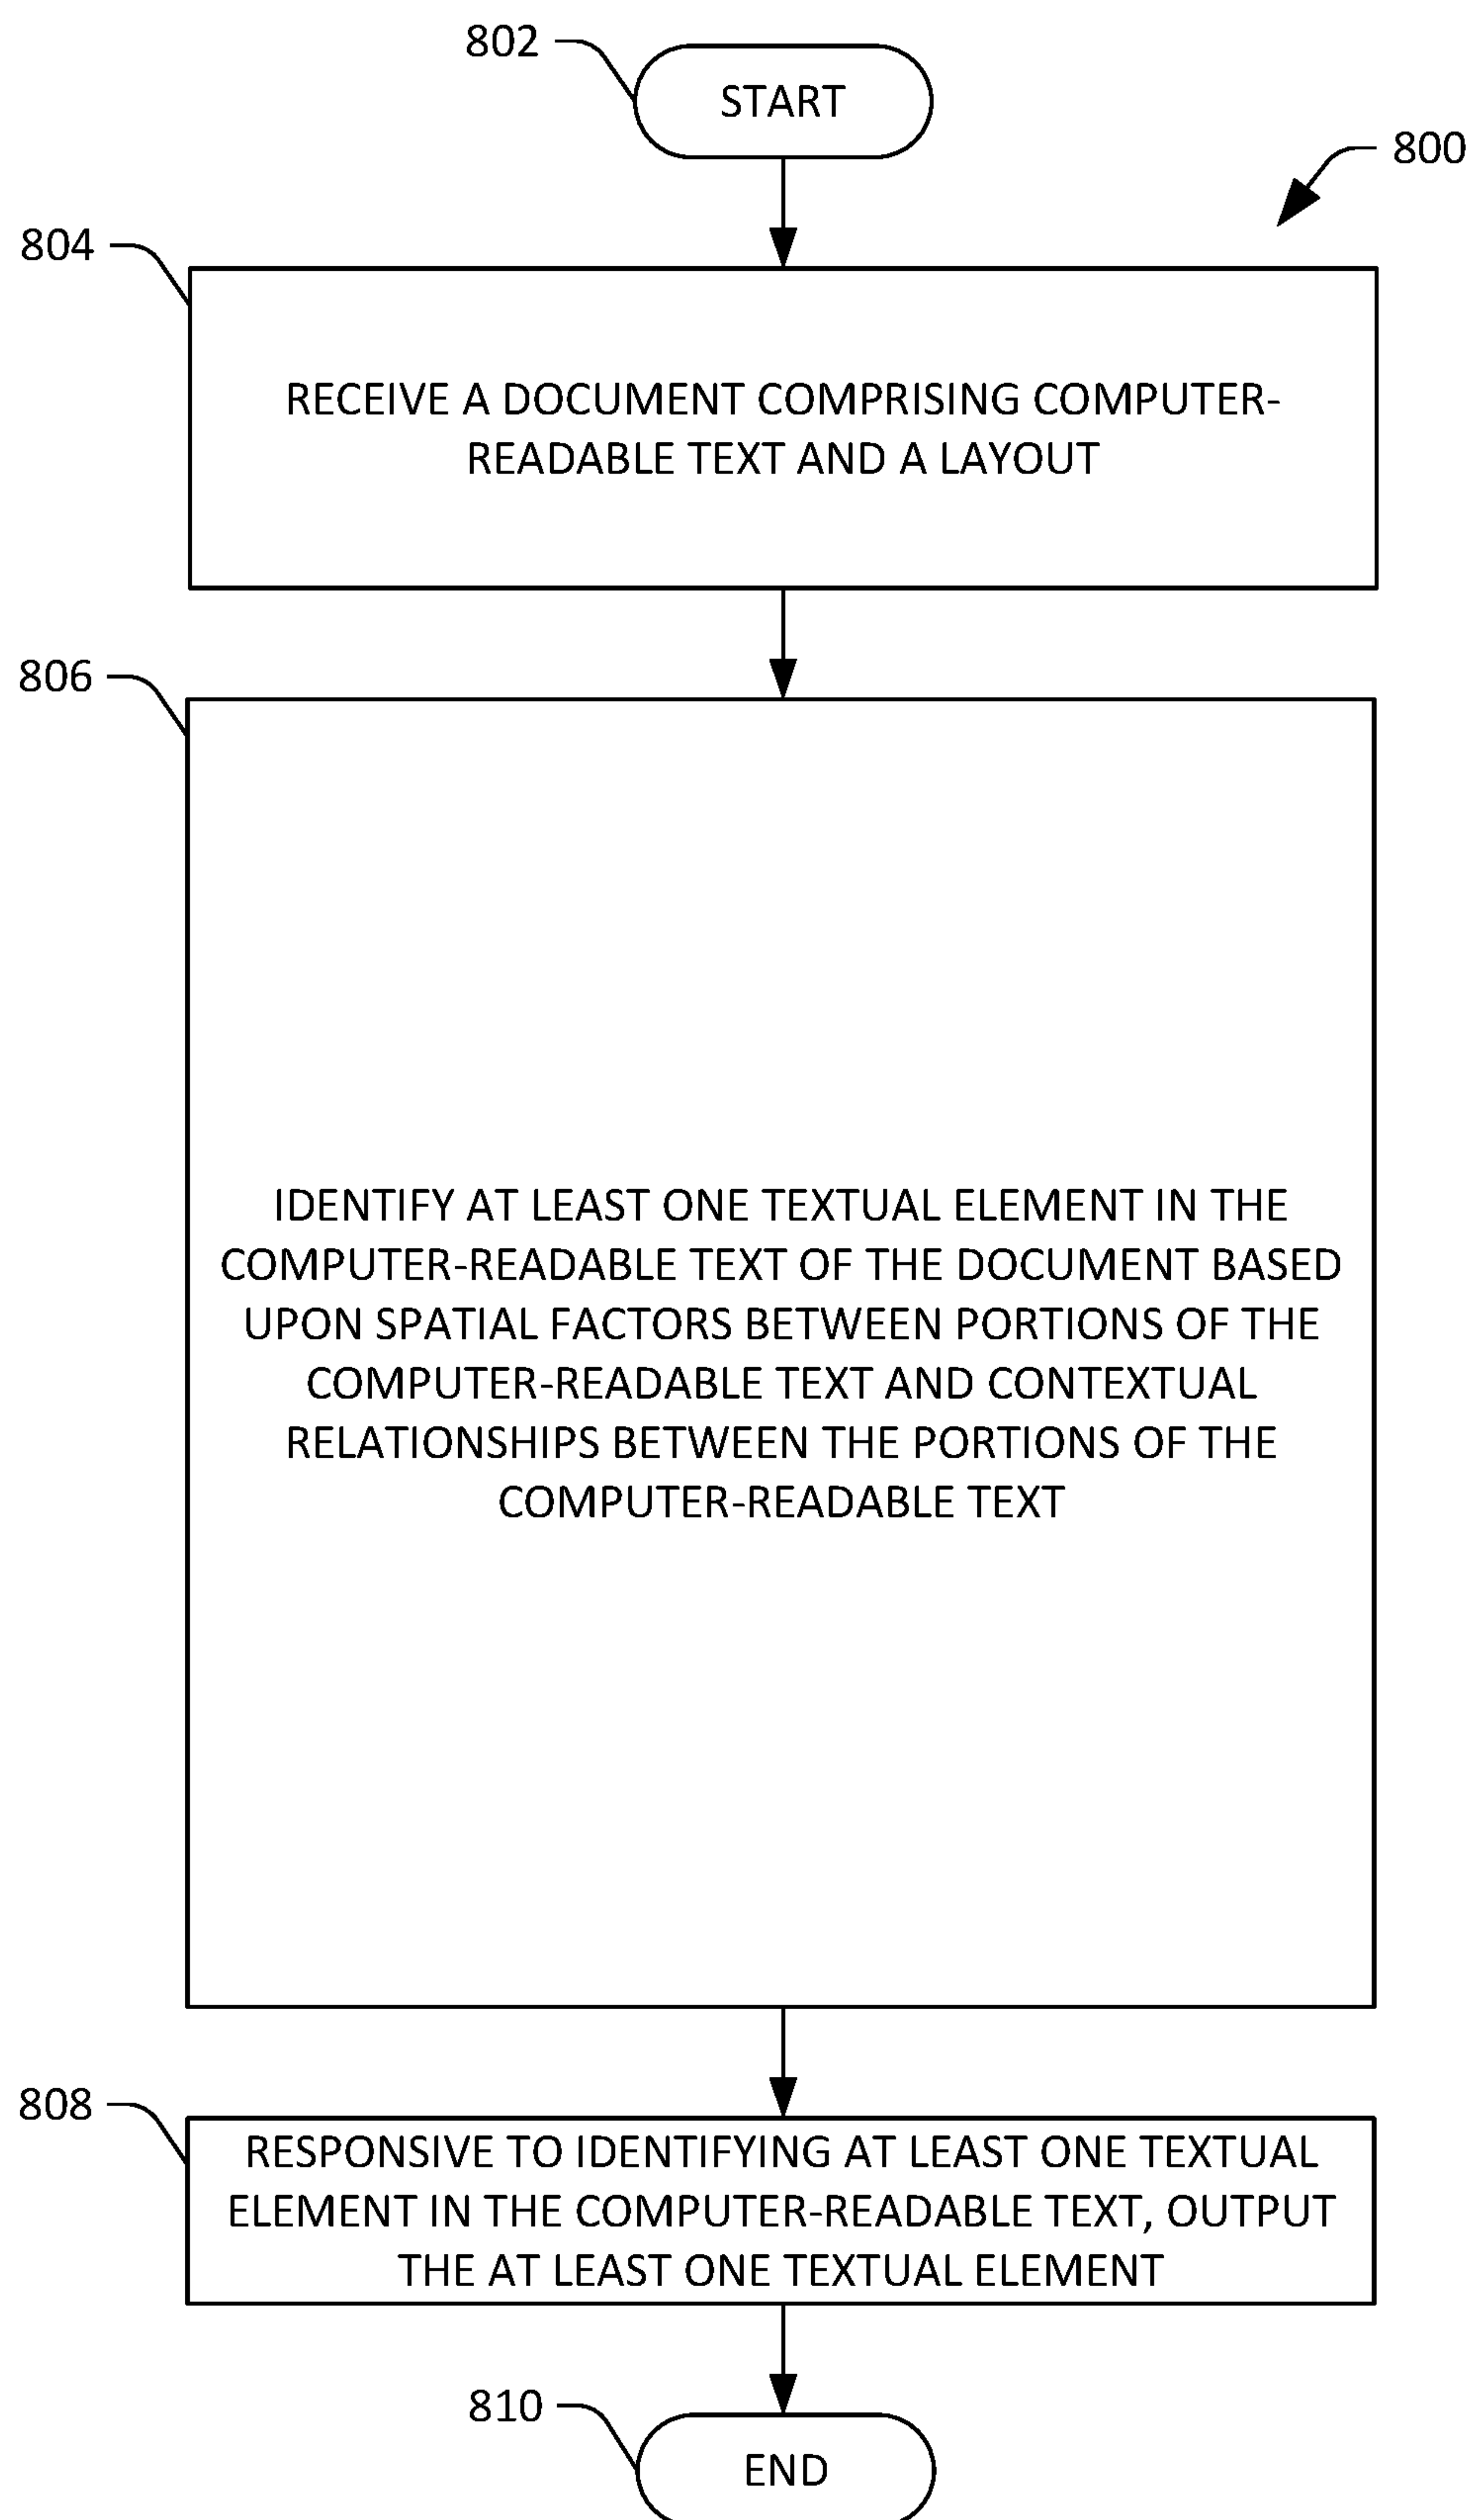 802
START
800
804
RECEIVE A DOCUMENT COMPRISING COMPUTER-
READABLE TEXT AND A LAYOUT
806
IDENTIFY AT LEAST ONE TEXTUAL ELEMENT IN THE
COMPUTER-READABLE TEXT OF THE DOCUMENT BASED
UPON SPATIAL FACTORS BETWEEN PORTIONS OF THE
COMPUTER-READABLE TEXT AND CONTEXTUAL
RELATIONSHIPS BETWEEN THE PORTIONS OF THE
COMPUTER-READABLE TEXT
808
RESPONSIVE TO IDENTIFYING AT LEAST ONE TEXTUAL
ELEMENT IN THE COMPUTER-READABLE TEXT, OUTPUT
THE AT LEAST ONE TEXTUAL ELEMENT
810
END